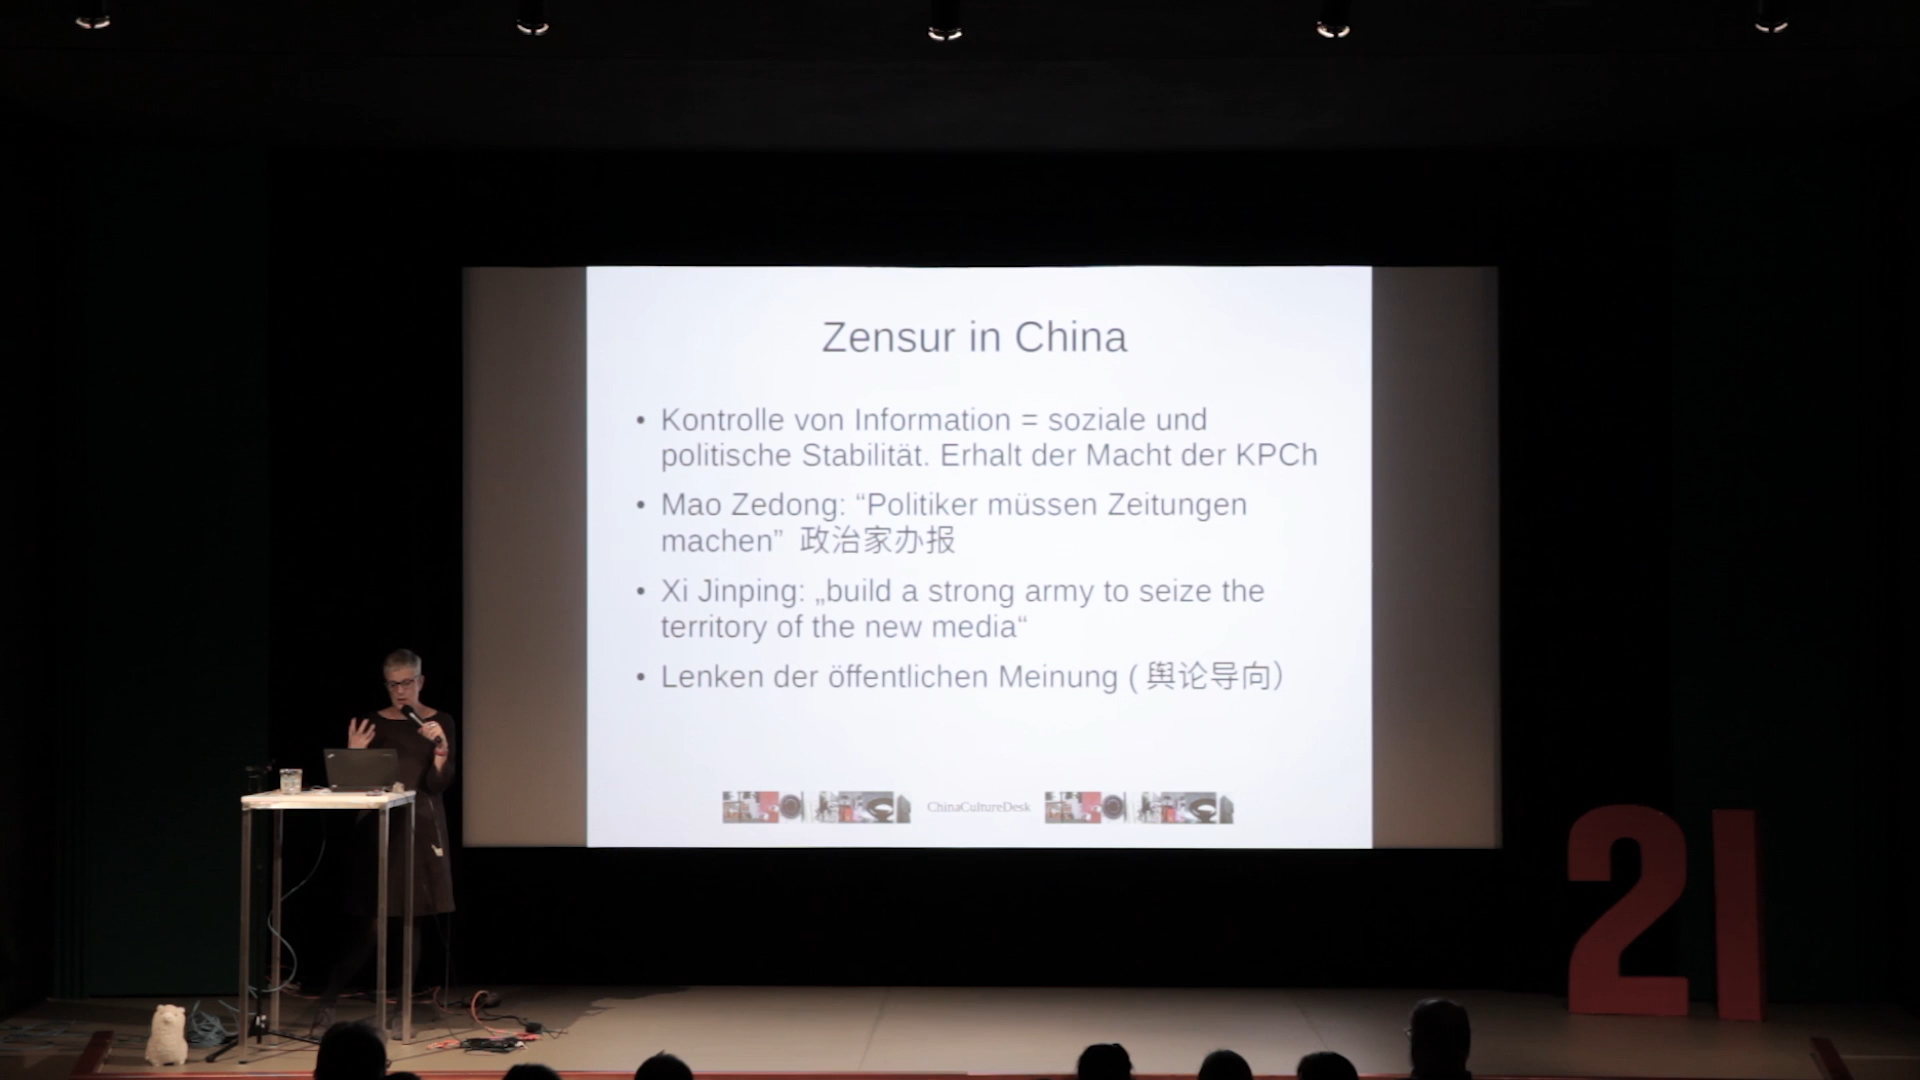 Zensur in China
• Kontrolle von Information = soziale und
politische Stabilität. Erhalt der Macht der KPCh
• Mao Zedong: “Politiker müssen Zeitungen
machen” 政治家办报
• Xi Jinping: „build a strong army to seize the
territory of the new media“
• Lenken der öffentlichen Meinung ( 舆论导向）
ChinaCultureDesk
21